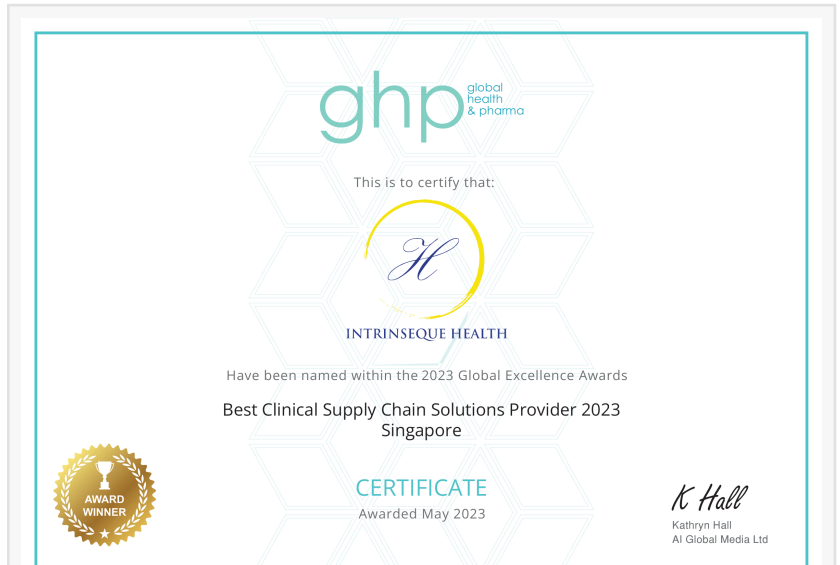 ghp
global
health
& pharma
This is to certify that:
H
INTRINSEQUE HEALTH
Have been named within the 2023 Global Excellence Awards
Best Clinical Supply Chain Solutions Provider 2023
Singapore
AWARD
WINNER
CERTIFICATE
Awarded May 2023
K Hall
Kathryn Hall
AI Global Media Ltd